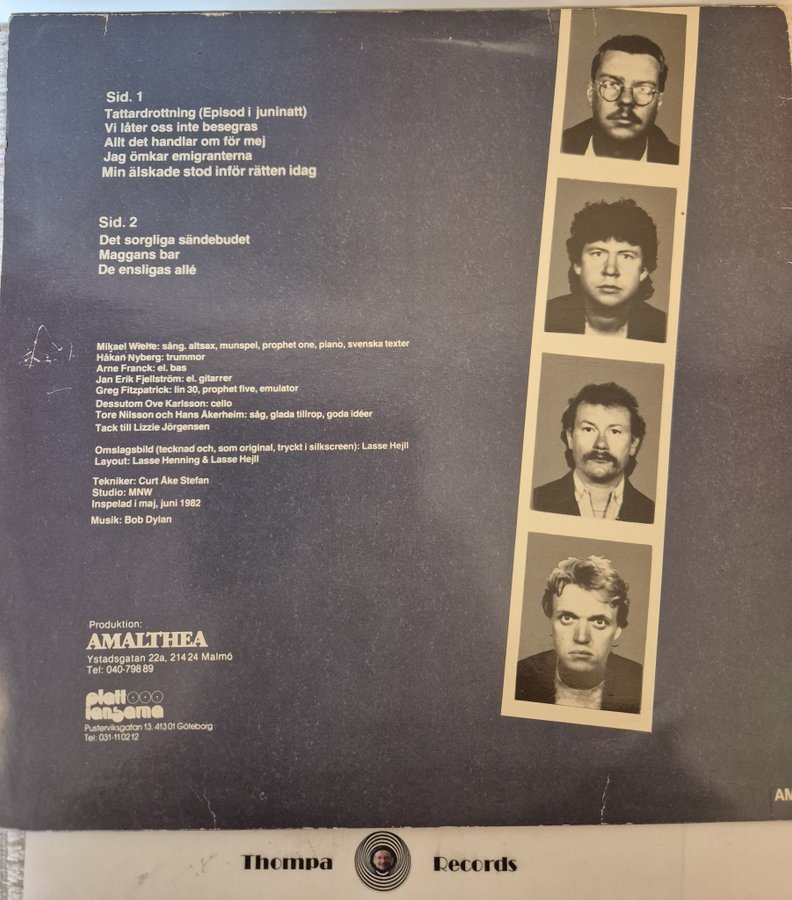 Sid. 1
Tattardrottning (Episod i juninatt)
Vi låter oss inte besegras
Allt det handlar om för mej
Jag ömkar emigranterna
Min älskade stod inför rätten idag
Sid. 2
Det sorgliga sändebudet
Maggans bar
De ensligas allé
Mikael Wiehe: sång. altsax, munspel, prophet one, piano, svenska texter
Håkan Nyberg: trummor
Arne Franck: el. bas
Jan Erik Fjellström: el. gitarrer
Greg Fitzpatrick: lin 30, prophet five, emulator
Dessutom Ove Karlsson: cello
Tore Nilsson och Hans Åkerheim: såg, glada tillrop, goda idéer
Tack till Lizzie Jörgensen
Omslagsbild (tecknad och, som original, tryckt i silkscreen): Lasse Hejll
Layout: Lasse Henning & Lasse Hejll
Tekniker: Curt Åke Stefan
Studio: MNW
Inspelad i maj, juni 1982
Musik: Bob Dylan
Produktion:
AMALTHEA
Ystadsgatan 22a, 214 24 Malmö
Tel: 040-798 89
platt
langarna
Pusterviksgatan 13. 413 01 Göteborg
Tel: 031-11 02 12
AM
Thompa Records